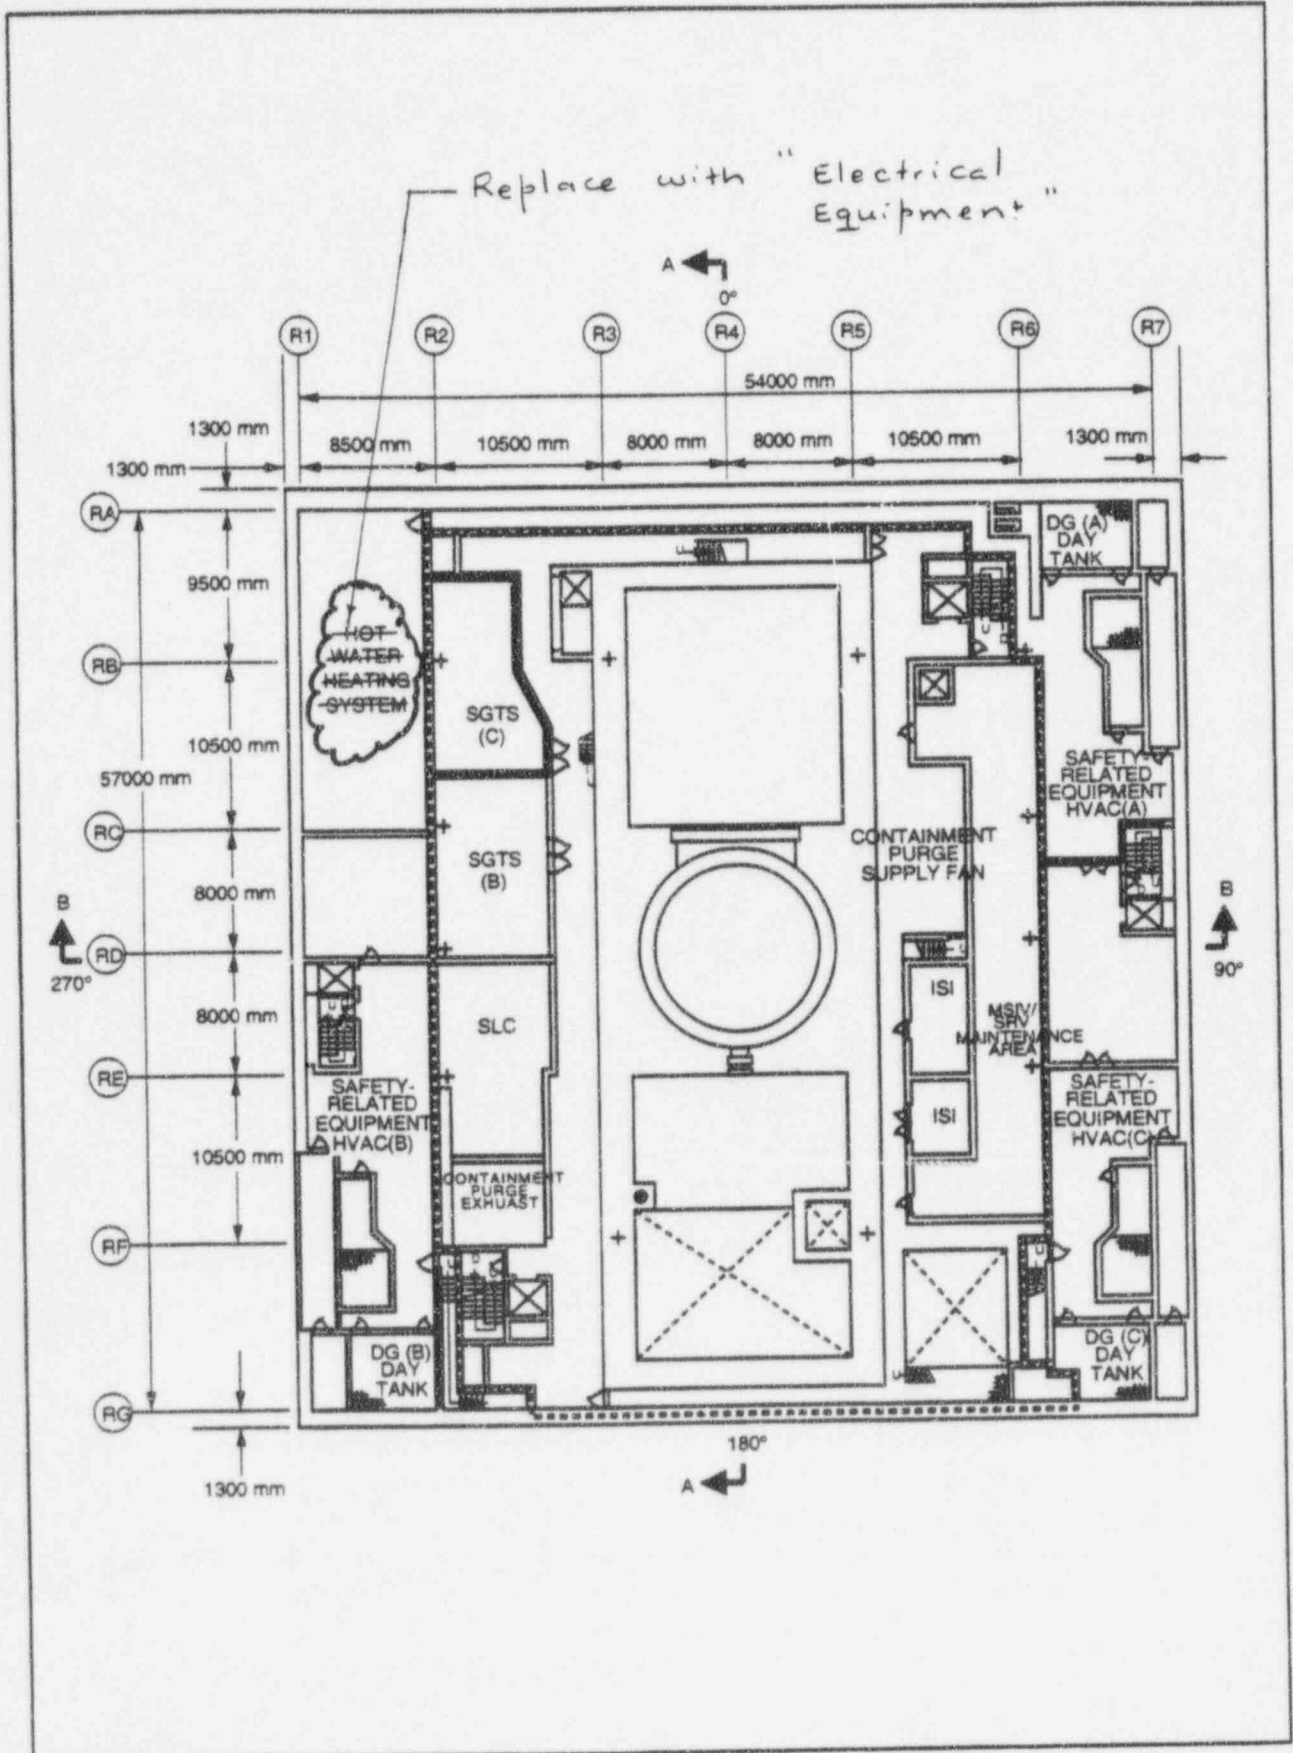 Replace with " Electrical
Equipment "
A
0°
R1 R2 R3 R4 R5 R6 R7
54000 mm
1300 mm
8500 mm 10500 mm 8000 mm 8000 mm 10500 mm 1300 mm
1300 mm
RA
DG (A)
DAY
TANK
9500 mm
HOT
WATER
HEATING
SYSTEM
RB
SGTS
(C)
10500 mm
57000 mm
SAFETY-
RELATED
EQUIPMENT
HVAC(A)
RC
CONTAINMENT
PURGE
SUPPLY FAN
SGTS
(B)
8000 mm
B
270°
RD
B
90°
ISI
8000 mm
SLC
MSIV/
SRV
MAINTENANCE
AREA
RE
SAFETY-
RELATED
EQUIPMENT
HVAC(B)
ISI
SAFETY-
RELATED
EQUIPMENT
HVAC(C)
10500 mm
CONTAINMENT
PURGE
EXHUAST
RF
DG (B)
DAY
TANK
DG (C)
DAY
TANK
RG
180°
A
1300 mm